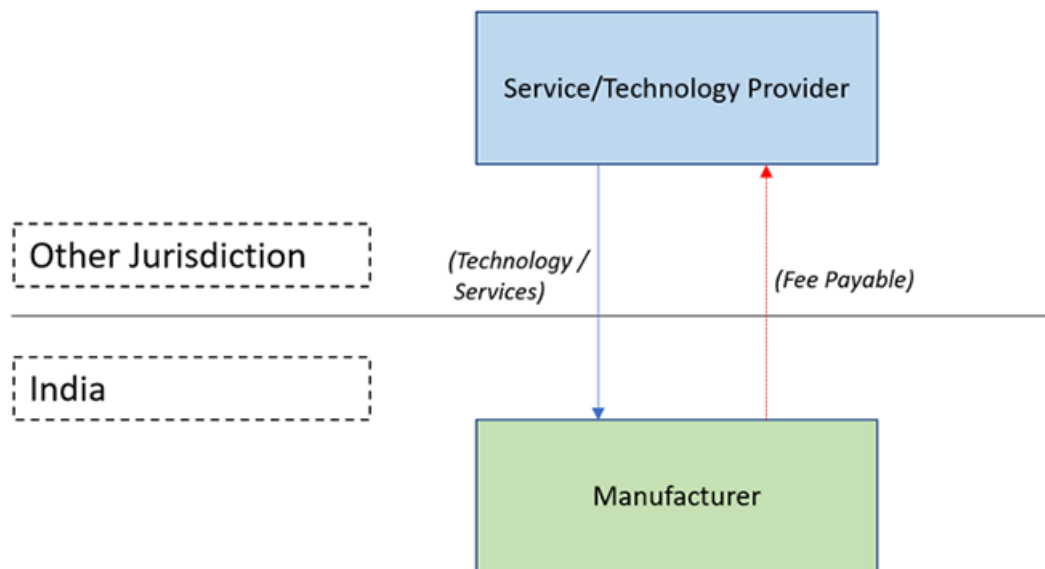 Service/Technology Provider
Other Jurisdiction
(Technology /
Services)
(Fee Payable)
India
Manufacturer